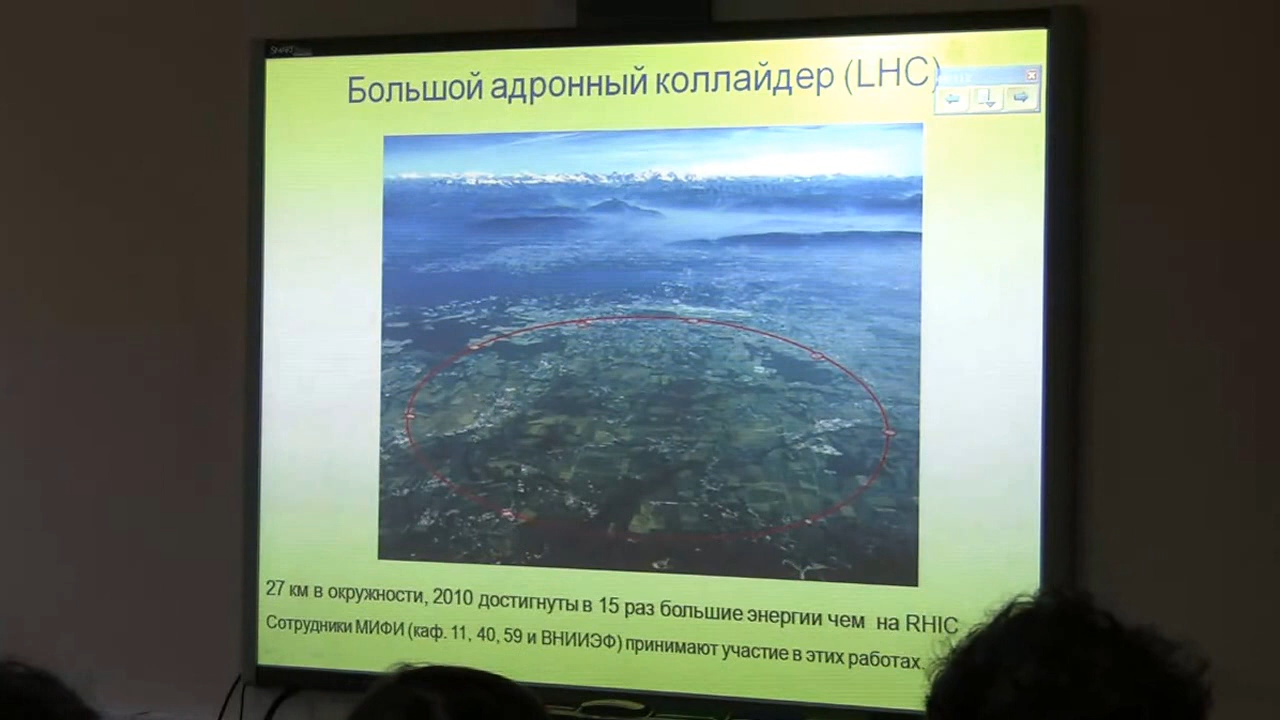 SMART
Большой адронный коллайдер (LHC)
27 км в окружности, 2010 достигнуты в 15 раз большие энергии чем на RHIC
Сотрудники МИФИ (каф. 11, 40, 59 и ВНИИЭФ) принимают участие в этих работах.